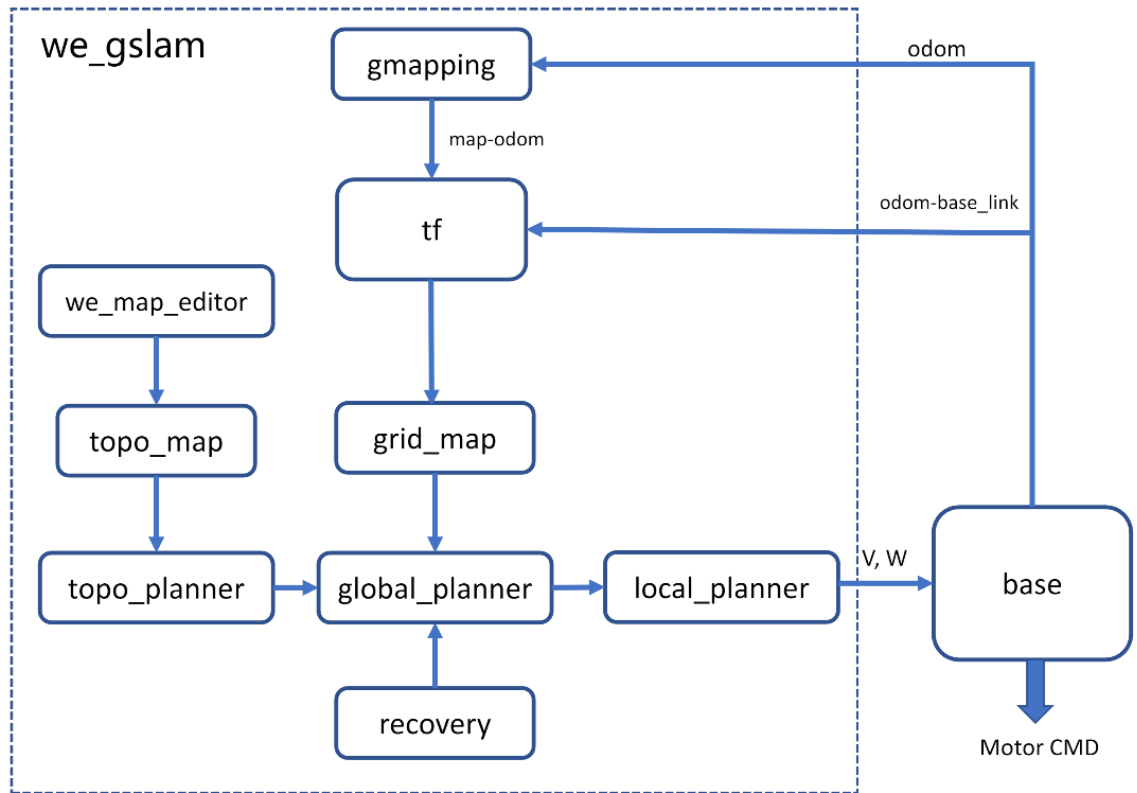 we_gslam
gmapping
odom
map-odom
tf
odom-base_link
we_map_editor
topo_map
grid_map
topo_planner
global_planner
local_planner
V, W
base
recovery
Motor CMD